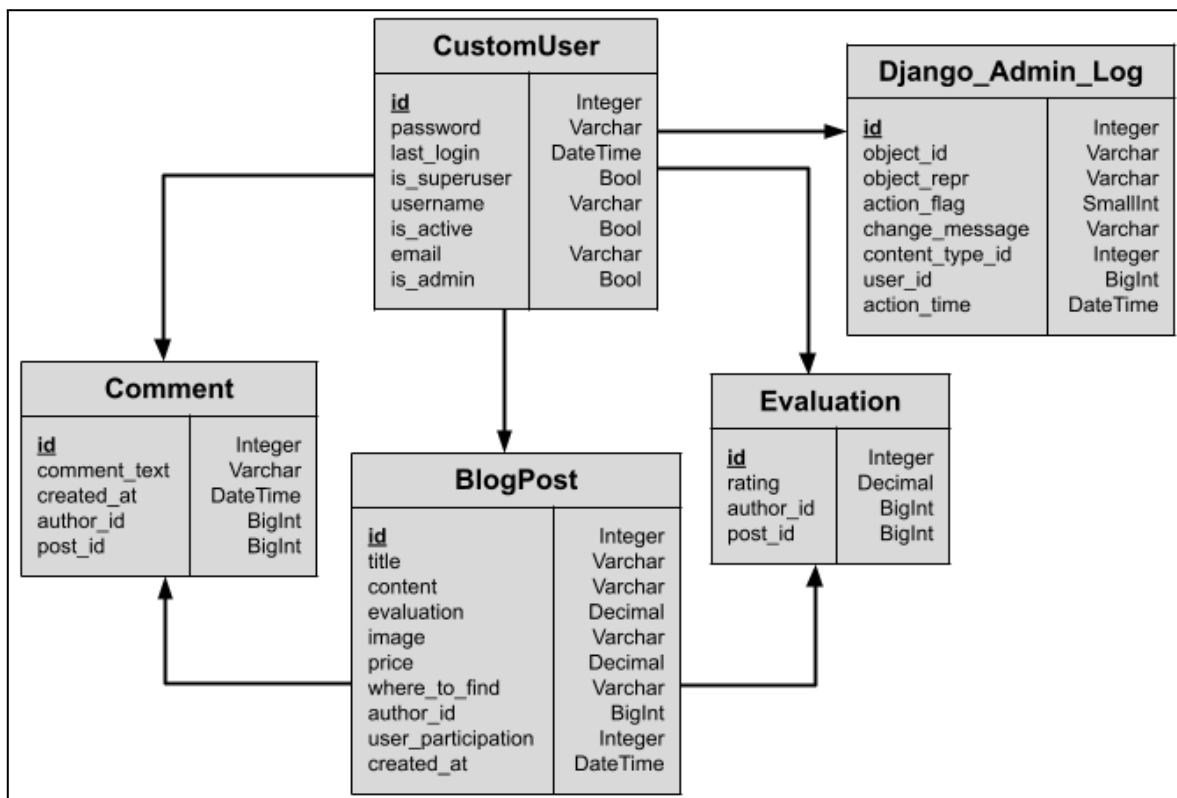 CustomUser
id Integer
password Varchar
last_login DateTime
is_superuser Bool
username Varchar
is_active Bool
email Varchar
is_admin Bool
Django_Admin_Log
id Integer
object_id Varchar
object_repr Varchar
action_flag SmallInt
change_message Varchar
content_type_id Integer
user_id BigInt
action_time DateTime
Comment
id Integer
comment_text Varchar
created_at DateTime
author_id BigInt
post_id BigInt
BlogPost
id Integer
title Varchar
content Varchar
evaluation Decimal
image Varchar
price Decimal
where_to_find Varchar
author_id BigInt
user_participation Integer
created_at DateTime
Evaluation
id Integer
rating Decimal
author_id BigInt
post_id BigInt